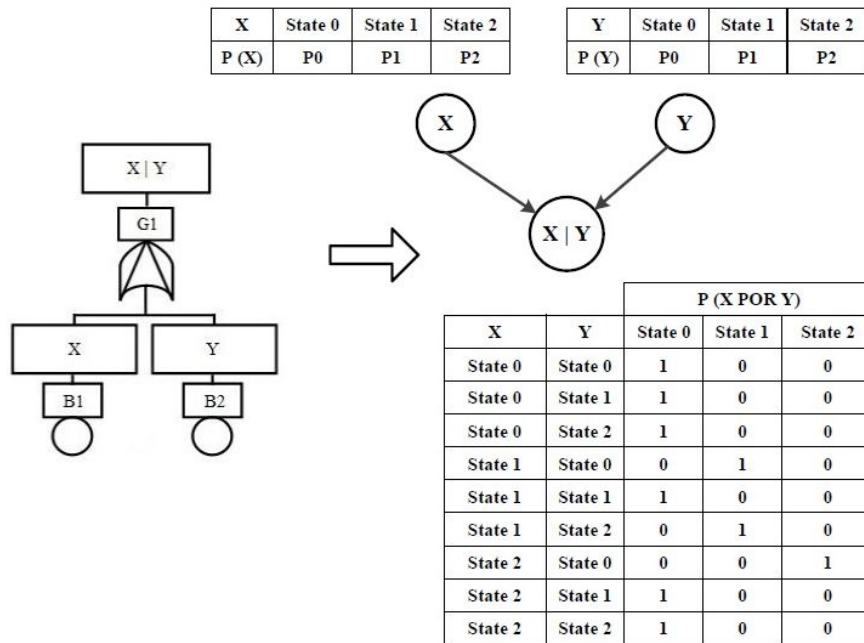 X State 0 State 1 State 2
P (X) P0 P1 P2
Y State 0 State 1 State 2
P (Y) P0 P1 P2
X Y
X | Y
G1
X | Y
X Y
B1 B2
P (X POR Y)
X Y State 0 State 1 State 2
State 0 State 0 1 0 0
State 0 State 1 1 0 0
State 0 State 2 1 0 0
State 1 State 0 0 1 0
State 1 State 1 1 0 0
State 1 State 2 0 1 0
State 2 State 0 0 0 1
State 2 State 1 1 0 0
State 2 State 2 1 0 0